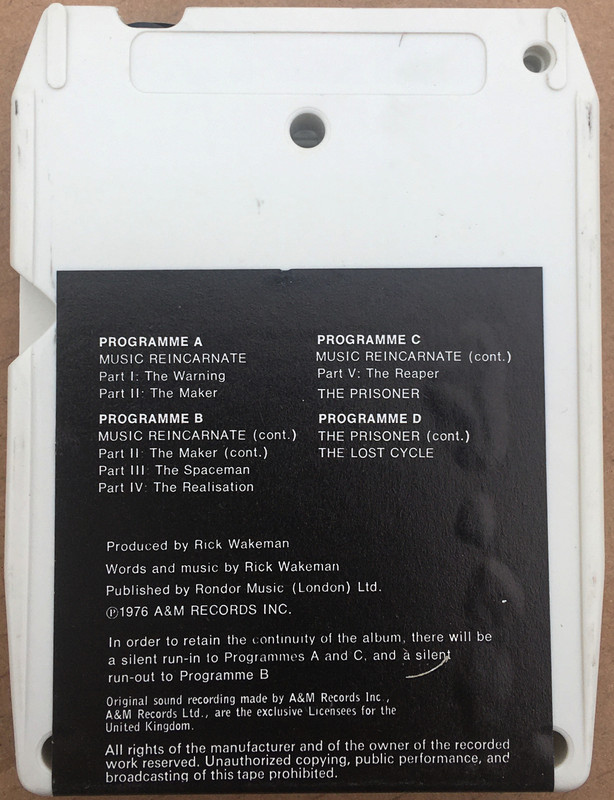 PROGRAMME A
MUSIC REINCARNATE
Part I: The Warning
Part II: The Maker
PROGRAMME B
MUSIC REINCARNATE (cont.)
Part II: The Maker (cont.)
Part III: The Spaceman
Part IV: The Realisation
PROGRAMME C
MUSIC REINCARNATE (cont.)
Part V: The Reaper
THE PRISONER
PROGRAMME D
THE PRISONER (cont.)
THE LOST CYCLE
Produced by Rick Wakeman
Words and music by Rick Wakeman
Published by Rondor Music (London) Ltd.
℗1976 A&M RECORDS INC.
In order to retain the continuity of the album, there will be
a silent run-in to Programmes A and C, and a silent
run-out to Programme B
Original sound recording made by A&M Records Inc.,
A&M Records Ltd., are the exclusive Licensees for the
United Kingdom.
All rights of the manufacturer and of the owner of the recorded
work reserved. Unauthorized copying, public performance, and
broadcasting of this tape prohibited.